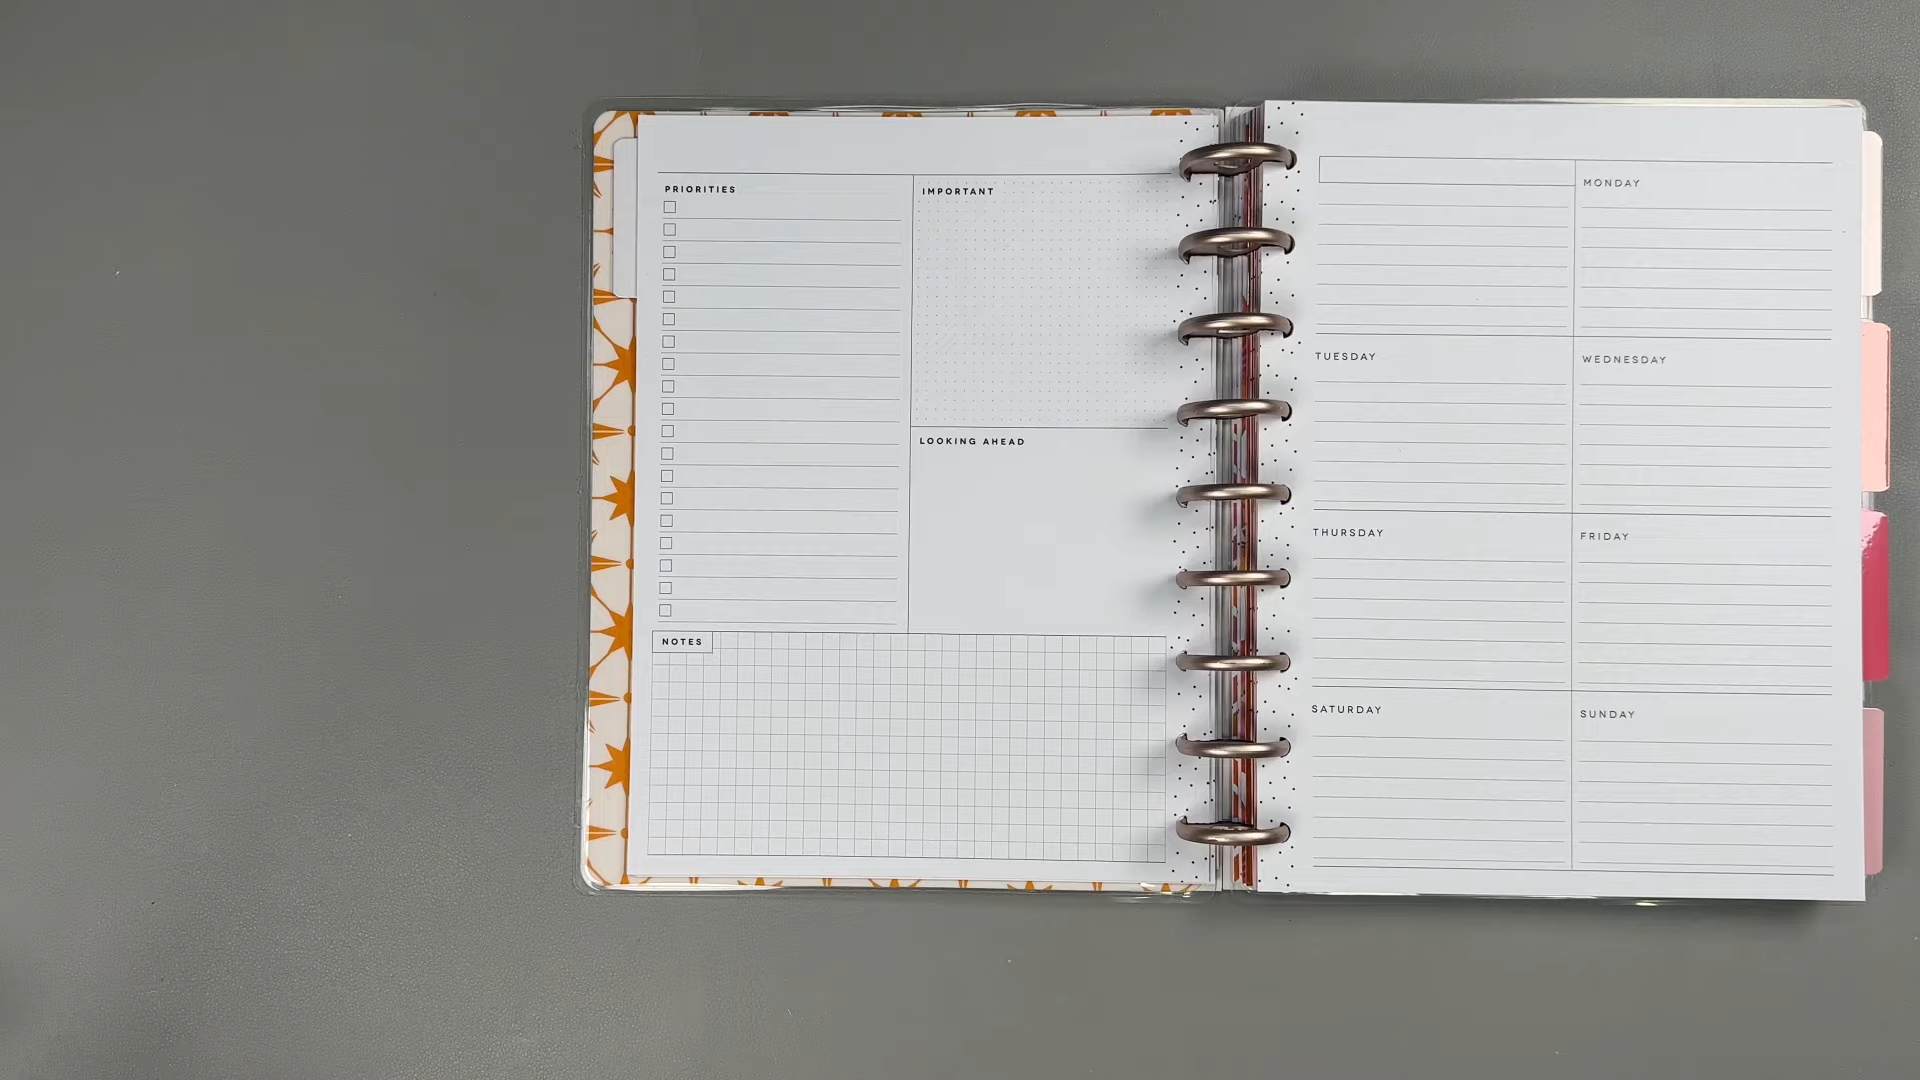 PRIORITIES
IMPORTANT
LOOKING AHEAD
NOTES
MONDAY
TUESDAY
WEDNESDAY
THURSDAY
FRIDAY
SATURDAY
SUNDAY